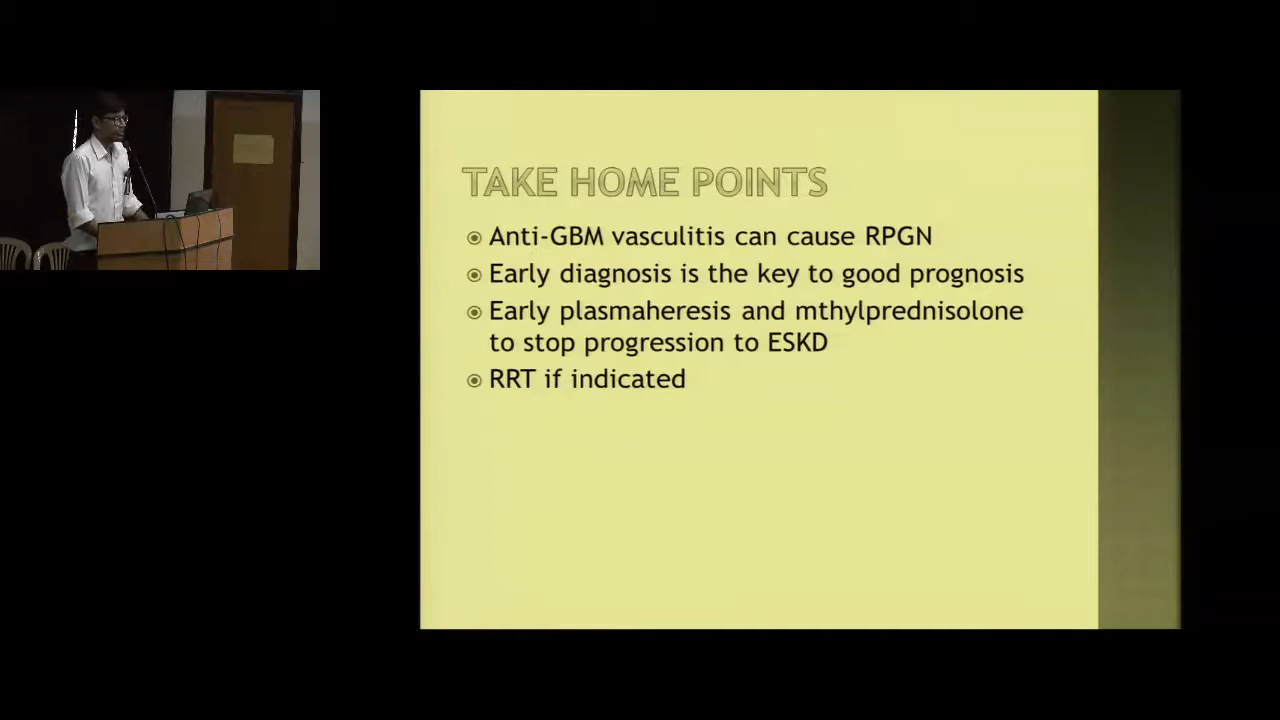 TAKE HOME POINTS
Anti-GBM vasculitis can cause RPGN
Early diagnosis is the key to good prognosis
Early plasmaheresis and mthylprednisolone
to stop progression to ESKD
RRT if indicated